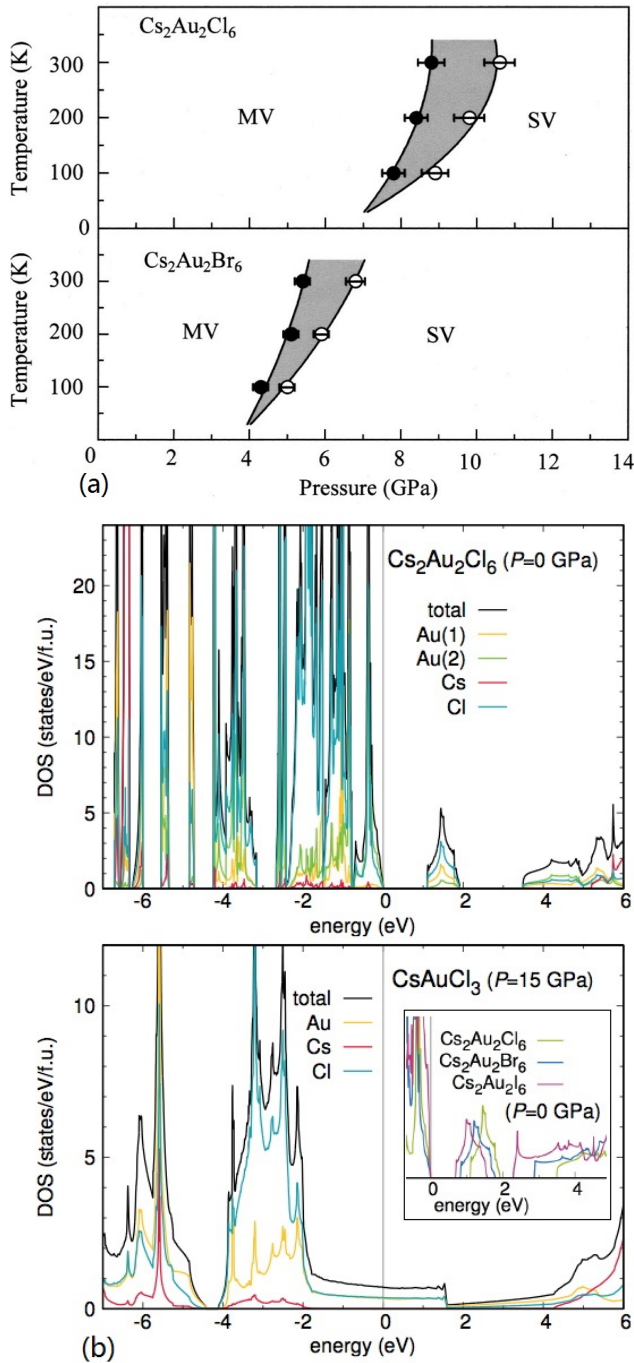 Cs₂Au₂Cl₆
MV
SV
Temperature (K)
300
200
100
0
Cs₂Au₂Br₆
MV
SV
Temperature (K)
300
200
100
0 2 4 6 8 10 12 14
(a) Pressure (GPa)
Cs₂Au₂Cl₆ (P=0 GPa)
total
Au(1)
Au(2)
Cs
Cl
DOS (states/eV/f.u.)
20
15
10
5
0
-6 -4 -2 0 2 4 6
energy (eV)
CsAuCl₃ (P=15 GPa)
total
Au
Cs
Cl
Cs₂Au₂Cl₆
Cs₂Au₂Br₆
Cs₂Au₂I₆
(P=0 GPa)
0 2 4
energy (eV)
DOS (states/eV/f.u.)
10
5
0
-6 -4 -2 0 2 4 6
(b) energy (eV)